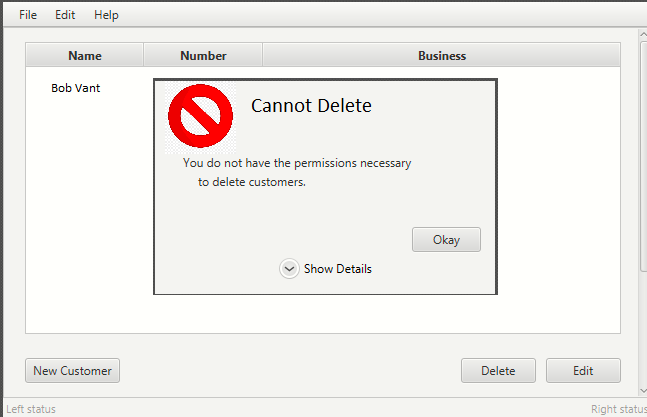 File Edit Help
Name Number Business
Bob Vant
Cannot Delete
You do not have the permissions necessary
to delete customers.
Okay
Show Details
New Customer Delete Edit
Left status Right status